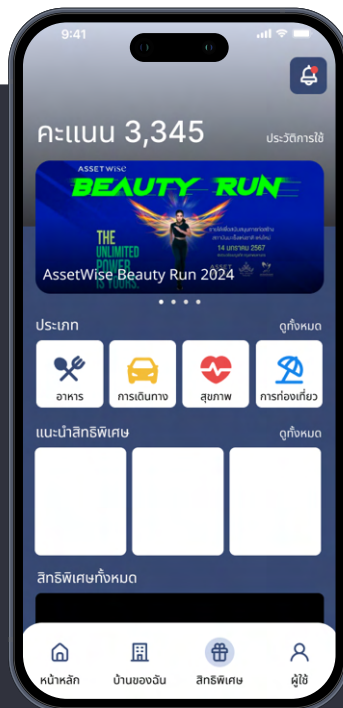 9:41
คะแนน 3,345
ประวัติการใช้
ASSETWISE
BEAUTY RUN
THE
UNLIMITED
POWER
IS YOURS.
14 มกราคม 2567
AssetWise Beauty Run 2024
ประเภท
ดูทั้งหมด
อาหาร
การเดินทาง
สุขภาพ
การท่องเที่ยว
แนะนำสิทธิพิเศษ
ดูทั้งหมด
สิทธิพิเศษทั้งหมด
หน้าหลัก
บ้านของฉัน
สิทธิพิเศษ
ผู้ใช้